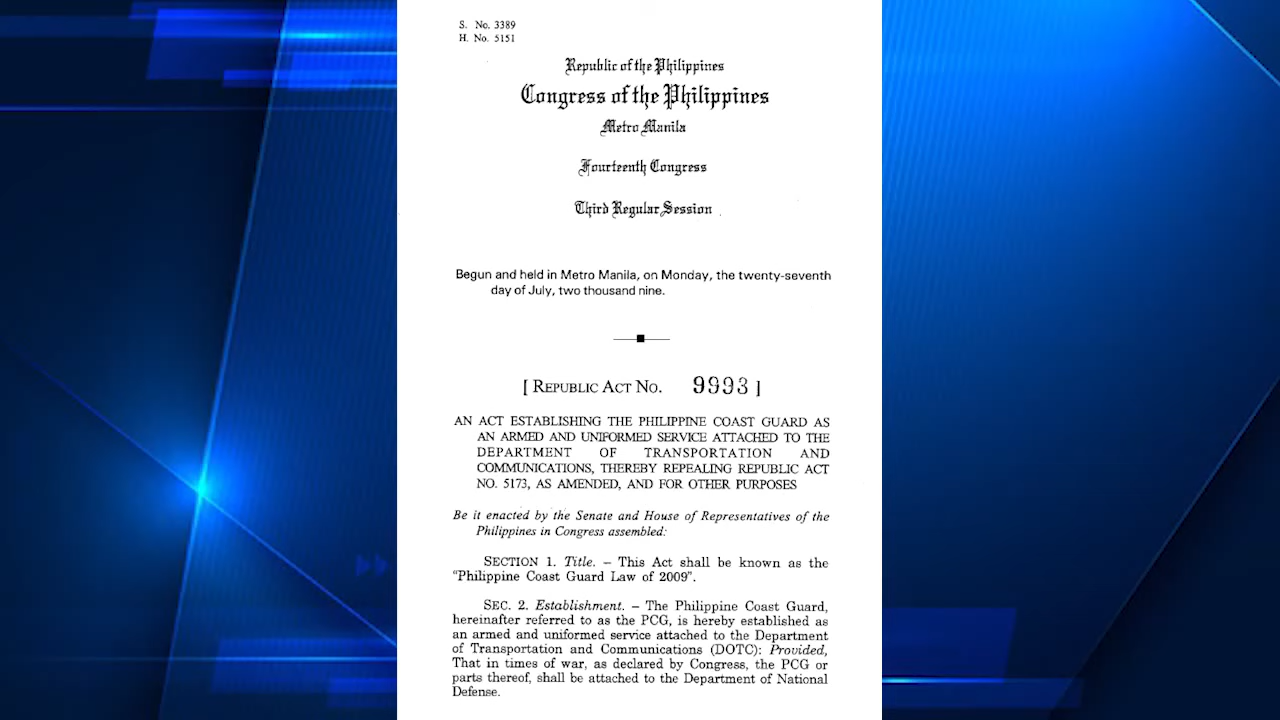 S. No. 3389
H. No. 5151
Republic of the Philippines
Congress of the Philippines
Metro Manila
Fourteenth Congress
Third Regular Session
Begun and held in Metro Manila, on Monday, the twenty-seventh
day of July, two thousand nine.
[ REPUBLIC ACT NO. 9993 ]
AN ACT ESTABLISHING THE PHILIPPINE COAST GUARD AS
AN ARMED AND UNIFORMED SERVICE ATTACHED TO THE
DEPARTMENT OF TRANSPORTATION AND
COMMUNICATIONS, THEREBY REPEALING REPUBLIC ACT
NO. 5173, AS AMENDED, AND FOR OTHER PURPOSES
Be it enacted by the Senate and House of Representatives of the
Philippines in Congress assembled:
SECTION 1. Title. – This Act shall be known as the
“Philippine Coast Guard Law of 2009”.
SEC. 2. Establishment. – The Philippine Coast Guard,
hereinafter referred to as the PCG, is hereby established as
an armed and uniformed service attached to the Department
of Transportation and Communications (DOTC): Provided,
That in times of war, as declared by Congress, the PCG or
parts thereof, shall be attached to the Department of National
Defense.